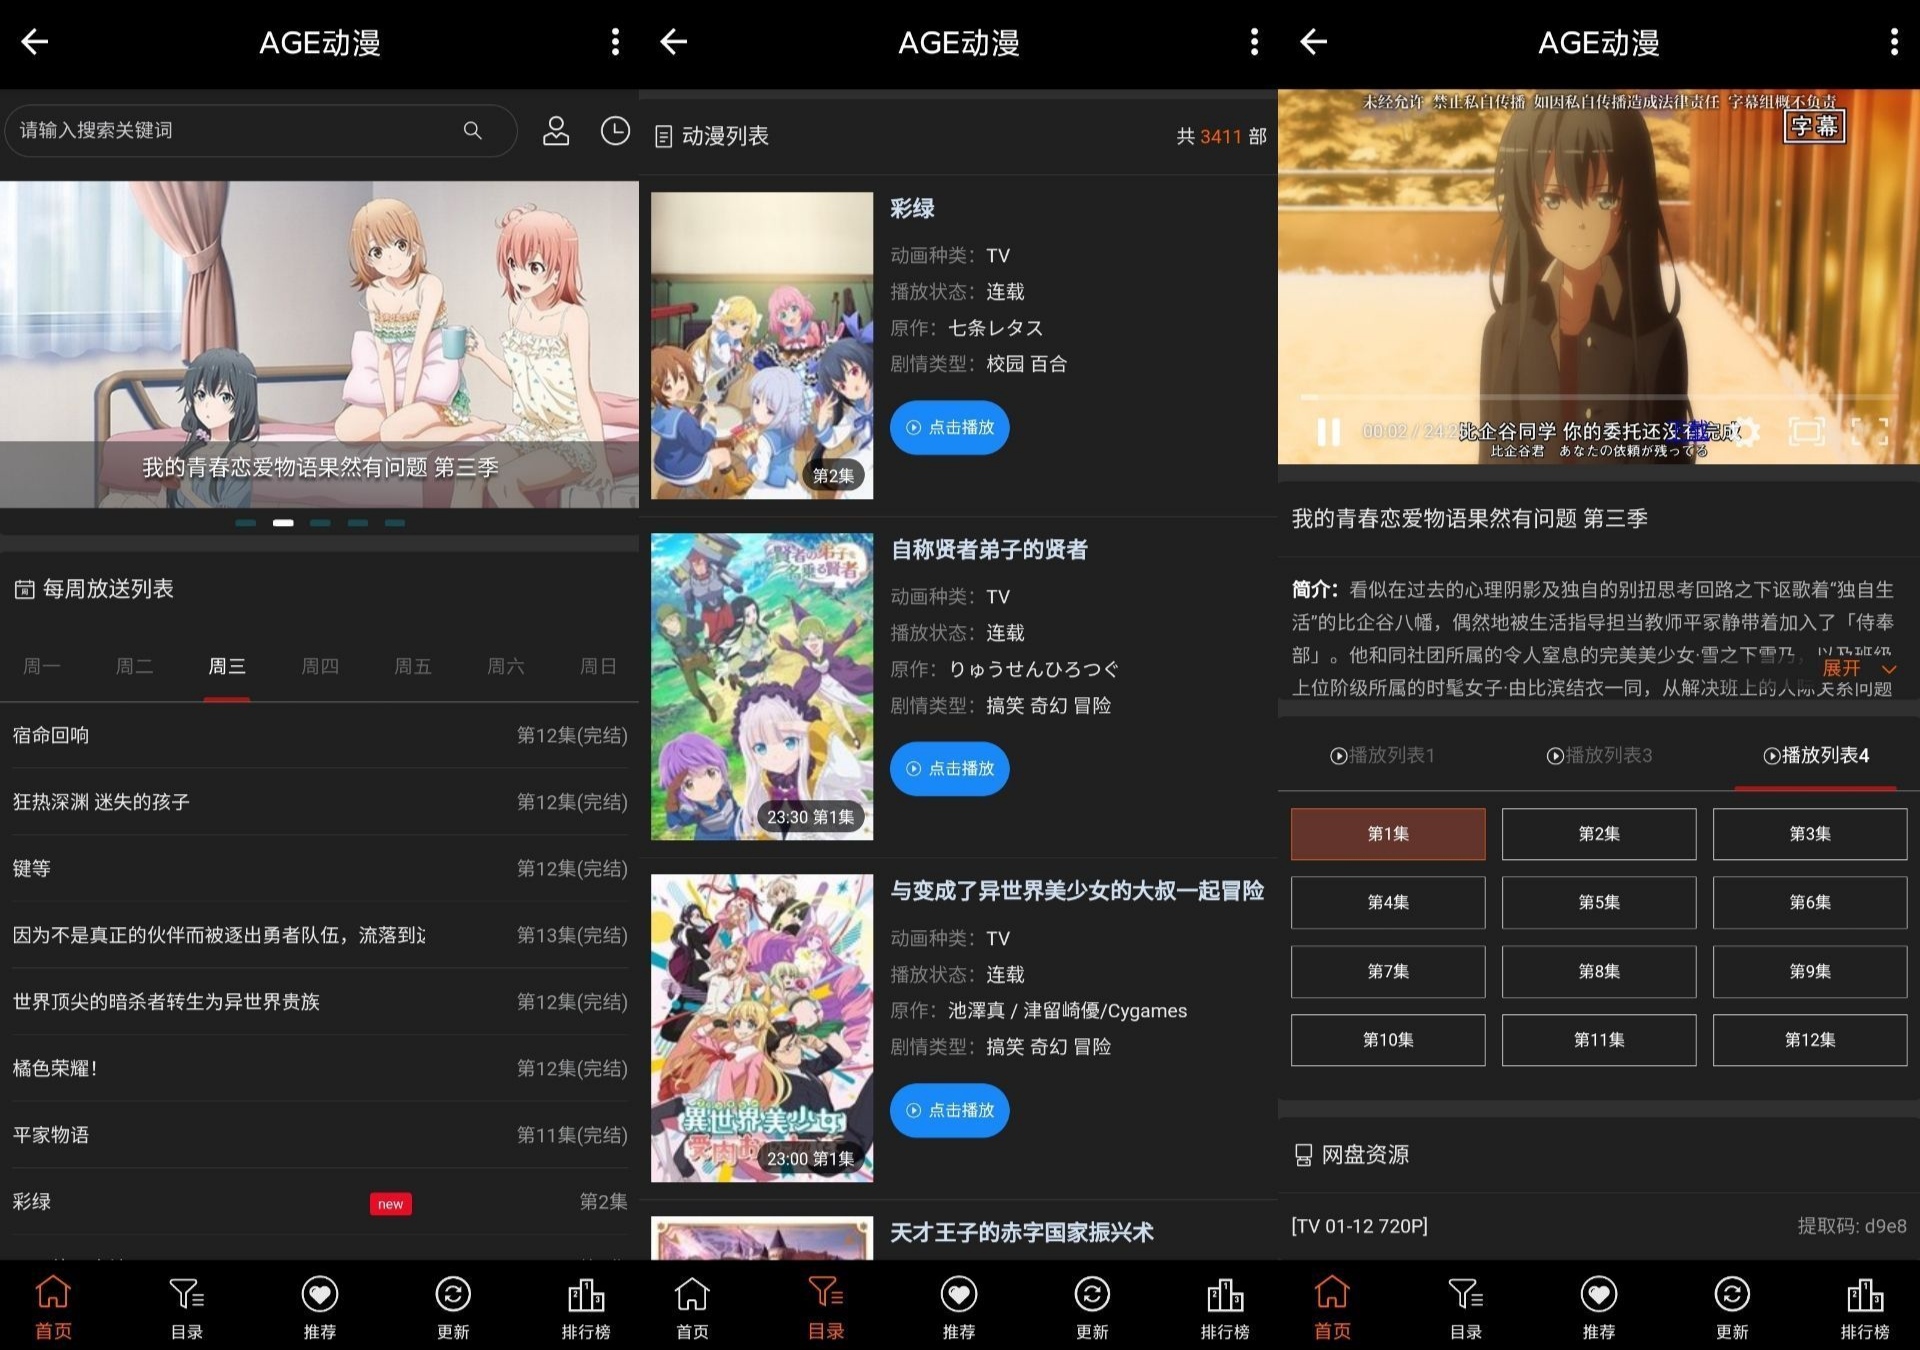 AGE动漫
请输入搜索关键词
我的青春恋爱物语果然有问题 第三季
每周放送列表
周一 周二 周三 周四 周五 周六 周日
宿命回响 第12集(完结)
狂热深渊 迷失的孩子 第12集(完结)
键等 第12集(完结)
因为不是真正的伙伴而被逐出勇者队伍，流落到 第13集(完结)
世界顶尖的暗杀者转生为异世界贵族 第12集(完结)
橘色荣耀！ 第12集(完结)
平家物语 第11集(完结)
彩绿 new 第2集
首页 目录 推荐 更新 排行榜
AGE动漫
动漫列表 共 3411 部
彩绿
动画种类：TV
播放状态：连载
原作：七条レタス
剧情类型：校园 百合
点击播放
第2集
自称贤者弟子的贤者
賢者の弟子を
名乗る賢者
动画种类：TV
播放状态：连载
原作：りゅうせんひろつぐ
剧情类型：搞笑 奇幻 冒险
点击播放
23:30 第1集
与变成了异世界美少女的大叔一起冒险
动画种类：TV
播放状态：连载
原作：池澤真 / 津留崎優/Cygames
剧情类型：搞笑 奇幻 冒险
点击播放
異世界美少女
受肉お
23:00 第1集
天才王子的赤字国家振兴术
首页 目录 推荐 更新 排行榜
AGE动漫
未经允许 禁止私自传播 如因私自传播造成法律责任 字幕组概不负责
字幕
00:02 / 24:2
比企谷同学 你的委托还没有完成
比企谷君 あなたの依頼が残ってる
我的青春恋爱物语果然有问题 第三季
简介：看似在过去的心理阴影及独自的别扭思考回路之下讴歌着“独自生
活”的比企谷八幡，偶然地被生活指导担当教师平冢静带着加入了「侍奉
部」。他和同社团所属的令人窒息的完美美少女·雪之下雪乃，以及班级
展开
上位阶级所属的时髦女子·由比滨结衣一同，从解决班上的人际关系问题
播放列表1 播放列表3 播放列表4
第1集 第2集 第3集
第4集 第5集 第6集
第7集 第8集 第9集
第10集 第11集 第12集
网盘资源
[TV 01-12 720P] 提取码: d9e8
首页 目录 推荐 更新 排行榜